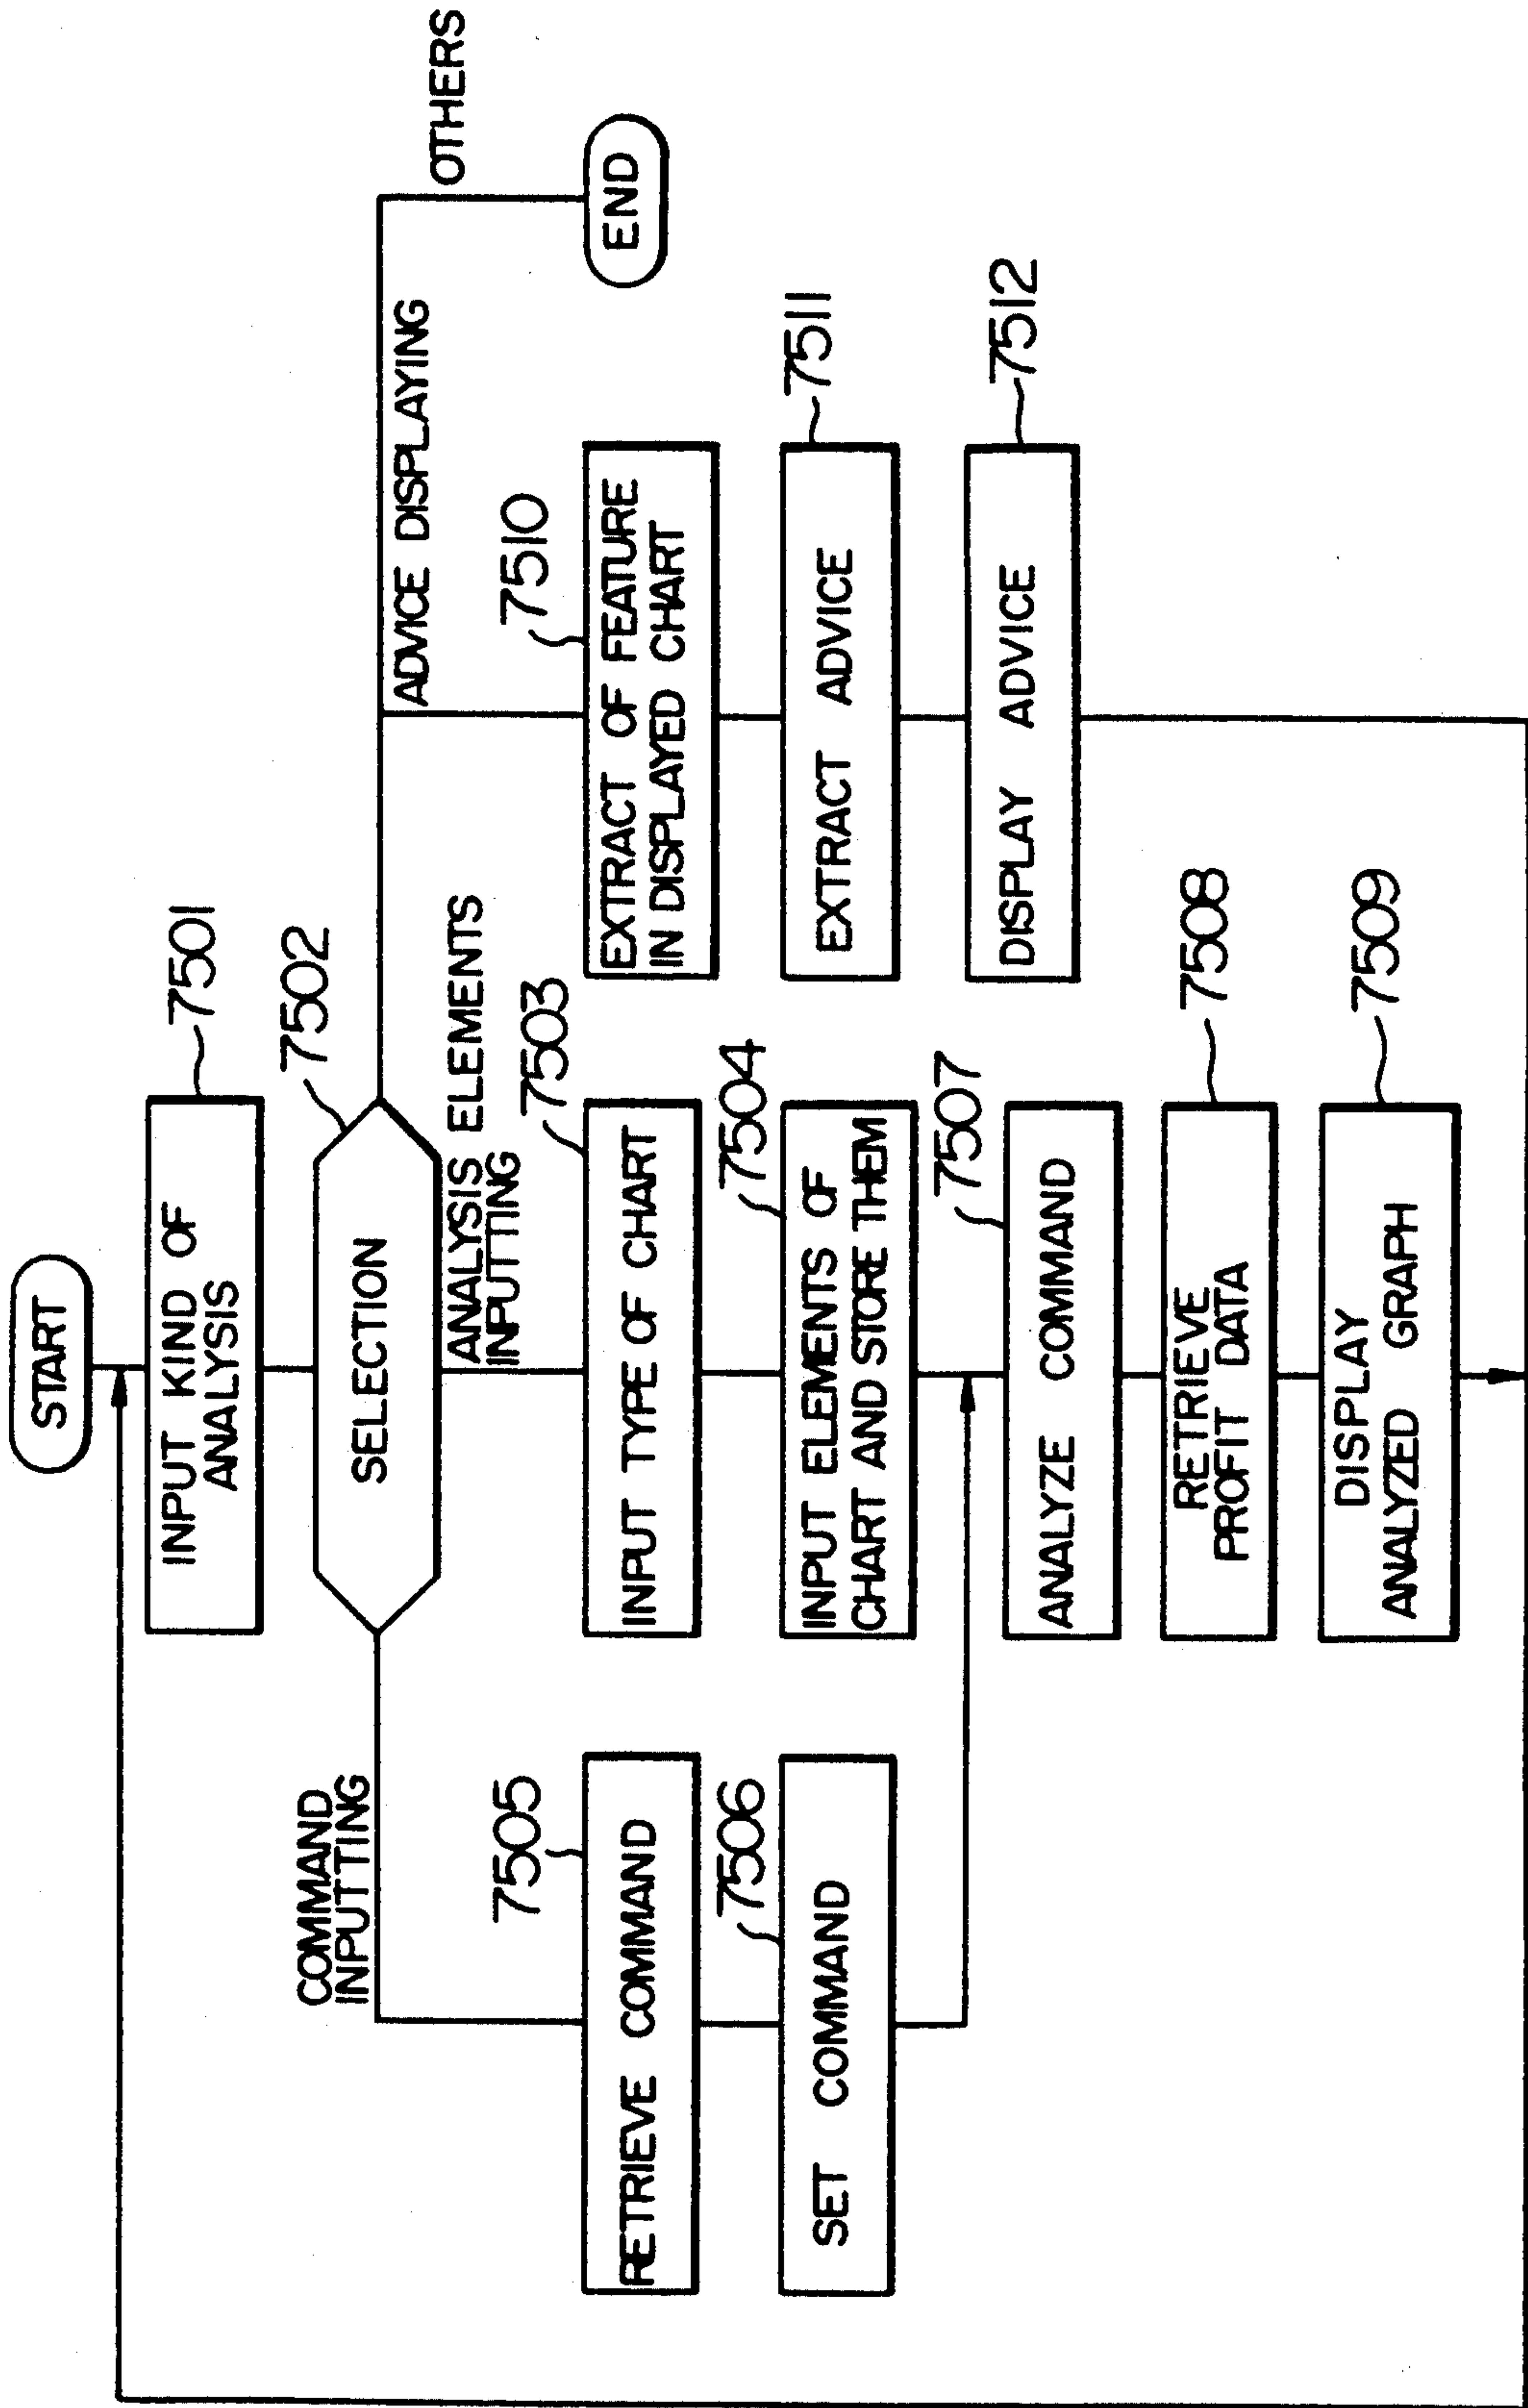 START
INPUT KIND OF
ANALYSIS
7501
7502
SELECTION
COMMAND
INPUTTING
ANALYSIS ELEMENTS
INPUTTING
ADVICE DISPLAYING
OTHERS
7505
RETRIEVE COMMAND
7503
INPUT TYPE OF CHART
7510
EXTRACT OF FEATURE
IN DISPLAYED CHART
END
7506
SET COMMAND
7504
INPUT ELEMENTS OF
CHART AND STORE THEM
7511
EXTRACT ADVICE
7507
ANALYZE COMMAND
7512
DISPLAY ADVICE
7508
RETRIEVE
PROFIT DATA
7509
DISPLAY
ANALYZED GRAPH